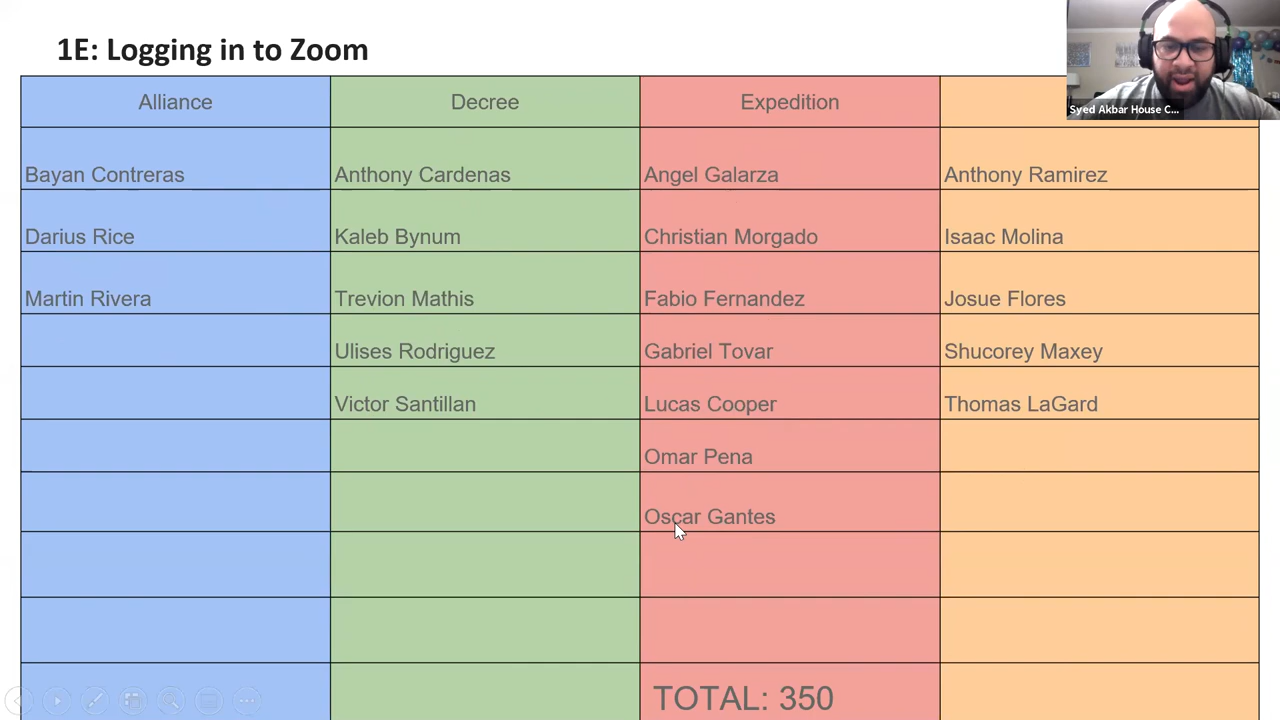 1E: Logging in to Zoom
Syed Akbar House C...
Alliance Decree Expedition
Bayan Contreras Anthony Cardenas Angel Galarza Anthony Ramirez
Darius Rice Kaleb Bynum Christian Morgado Isaac Molina
Martin Rivera Trevion Mathis Fabio Fernandez Josue Flores
Ulises Rodriguez Gabriel Tovar Shucorey Maxey
Victor Santillan Lucas Cooper Thomas LaGard
Omar Pena
Oscar Gantes
TOTAL: 350